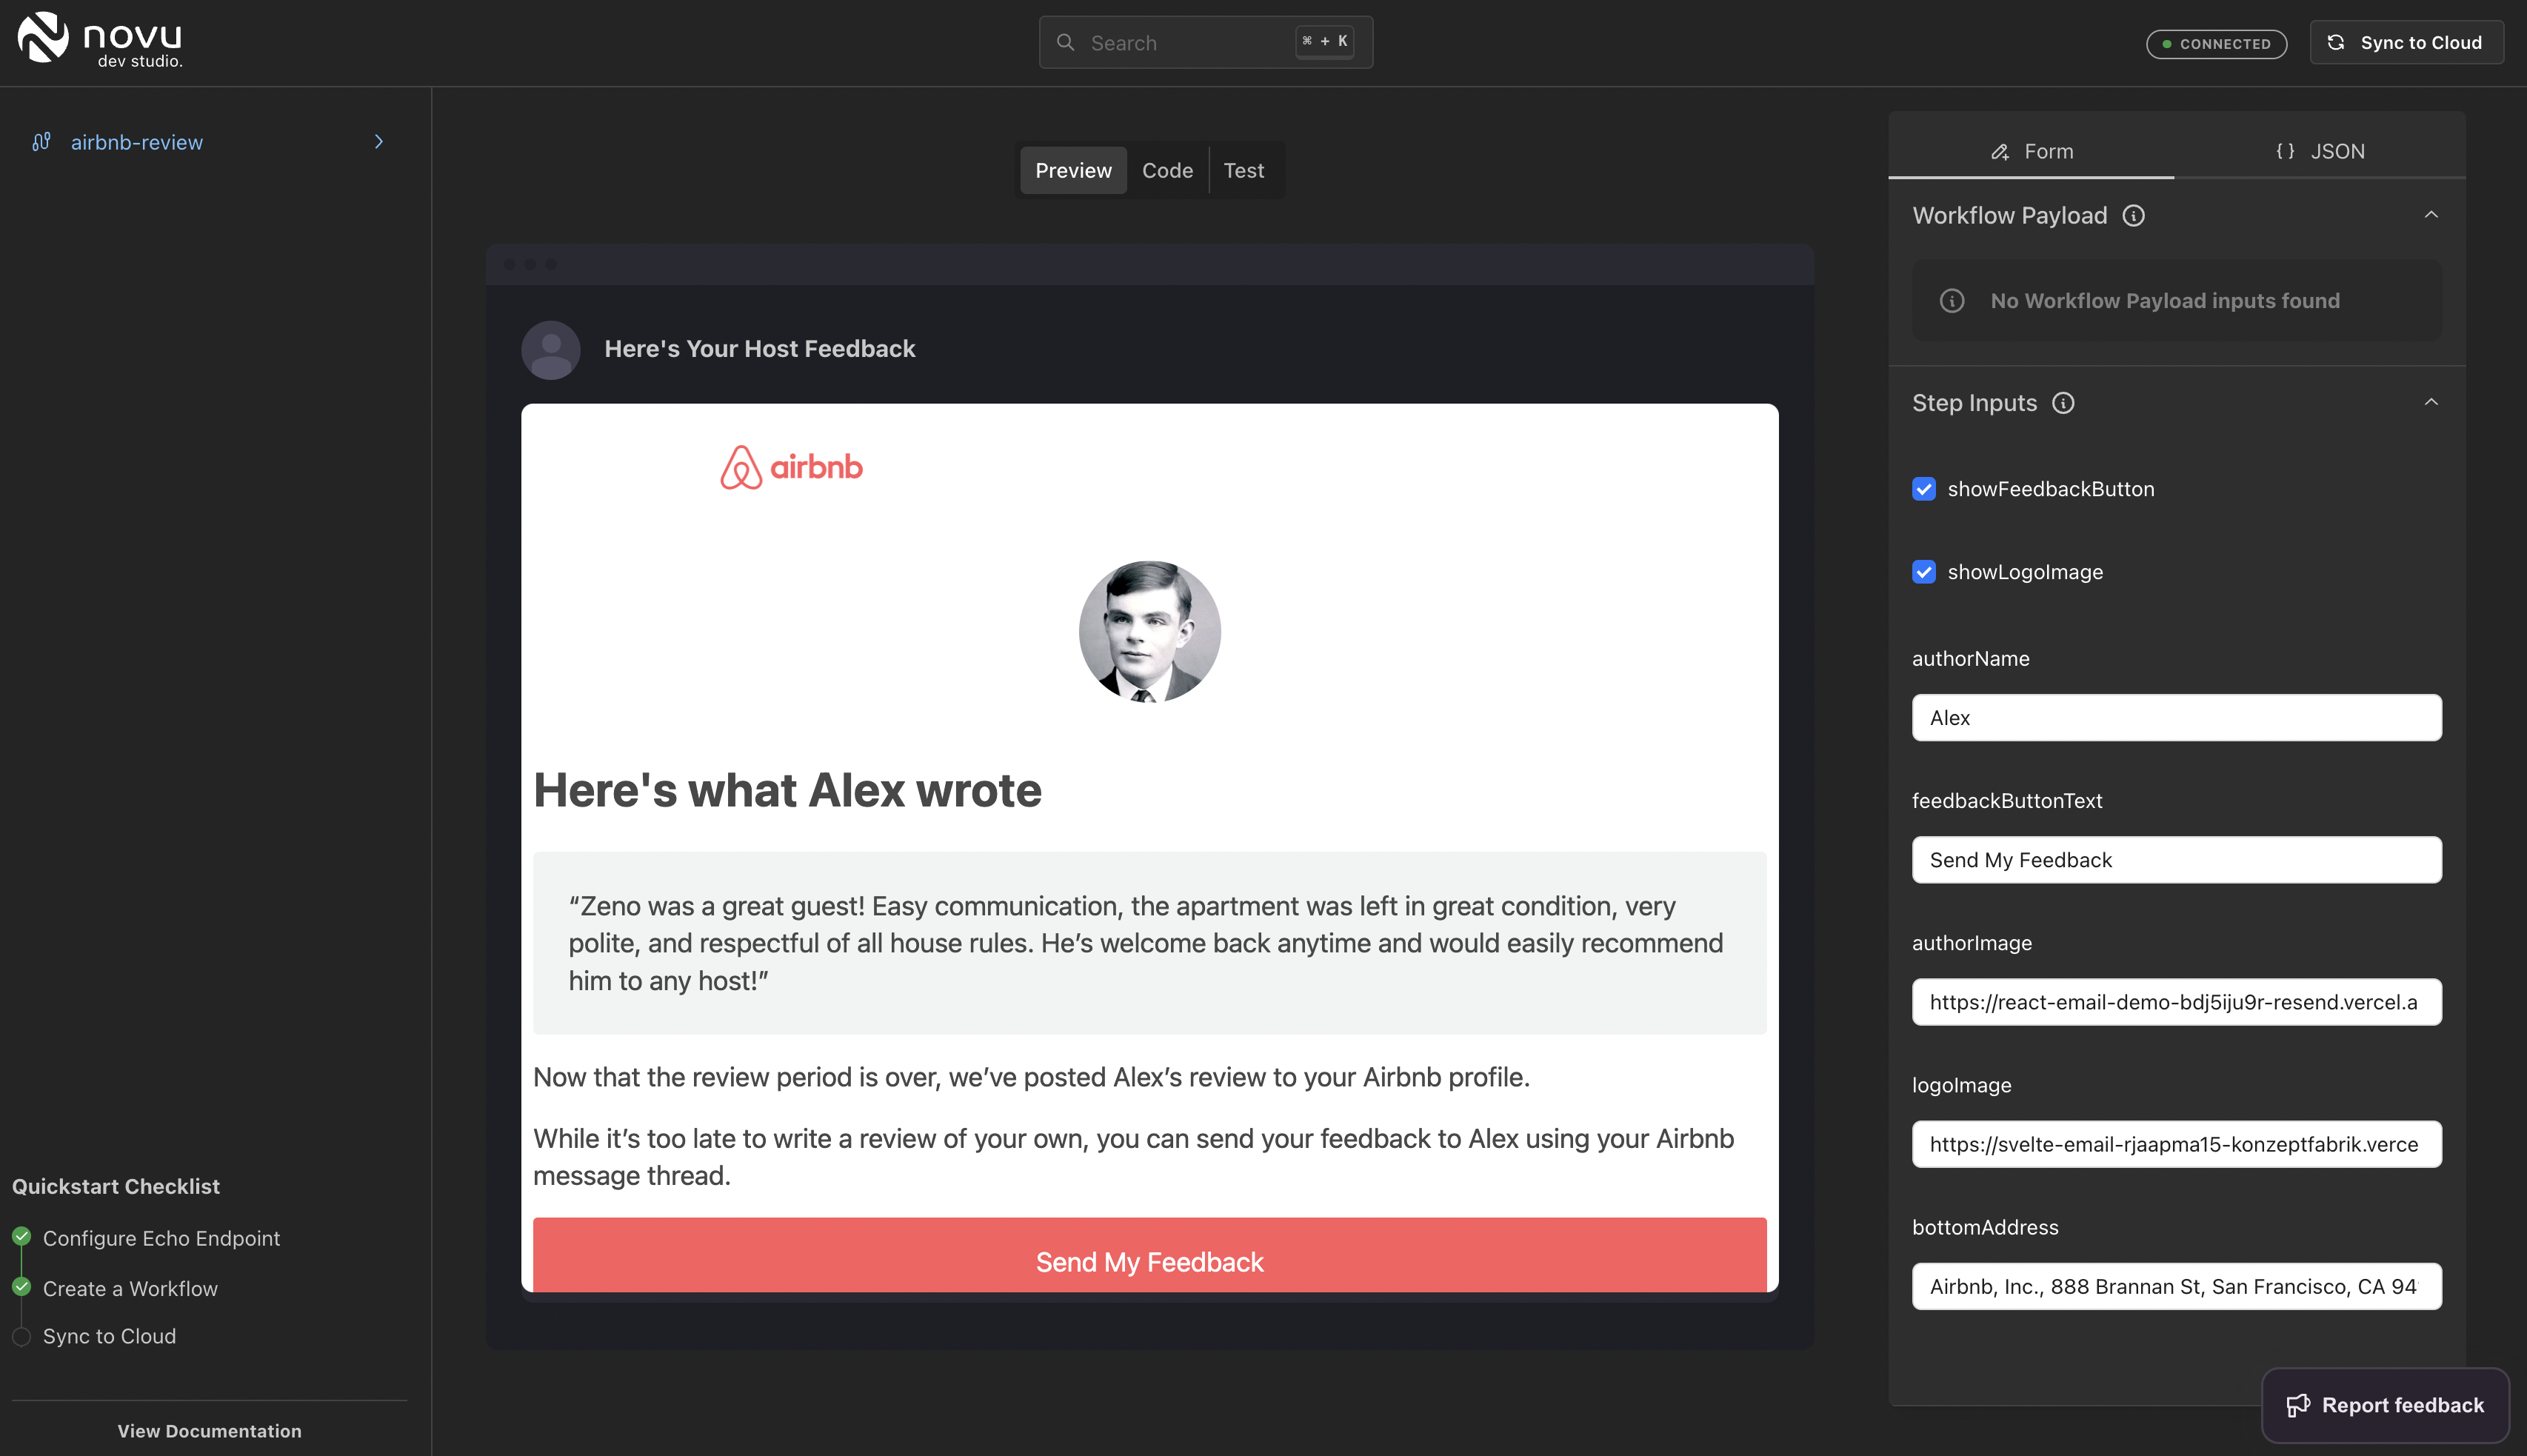 novu
dev studio.
Search
⌘ + K
CONNECTED
Sync to Cloud
airbnb-review
Preview
Code
Test
Here's Your Host Feedback
airbnb
Here's what Alex wrote
“Zeno was a great guest! Easy communication, the apartment was left in great condition, very
polite, and respectful of all house rules. He’s welcome back anytime and would easily recommend
him to any host!”
Now that the review period is over, we’ve posted Alex’s review to your Airbnb profile.
While it’s too late to write a review of your own, you can send your feedback to Alex using your Airbnb
message thread.
Send My Feedback
Form
{ } JSON
Workflow Payload
No Workflow Payload inputs found
Step Inputs
showFeedbackButton
showLogoImage
authorName
Alex
feedbackButtonText
Send My Feedback
authorImage
https://react-email-demo-bdj5iju9r-resend.vercel.a
logoImage
https://svelte-email-rjaapma15-konzeptfabrik.verce
bottomAddress
Airbnb, Inc., 888 Brannan St, San Francisco, CA 94
Report feedback
Quickstart Checklist
Configure Echo Endpoint
Create a Workflow
Sync to Cloud
View Documentation